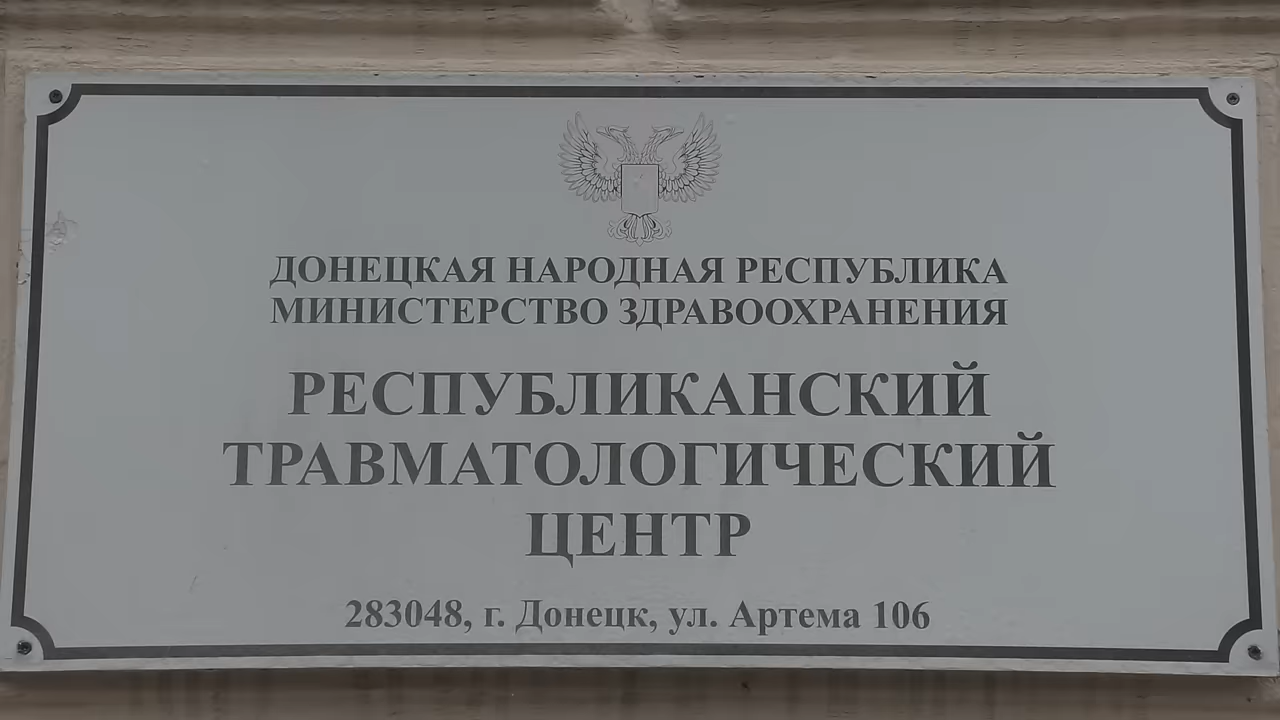 ДОНЕЦКАЯ НАРОДНАЯ РЕСПУБЛИКА
МИНИСТЕРСТВО ЗДРАВООХРАНЕНИЯ
РЕСПУБЛИКАНСКИЙ
ТРАВМАТОЛОГИЧЕСКИЙ
ЦЕНТР
283048, г. Донецк, ул. Артема 106